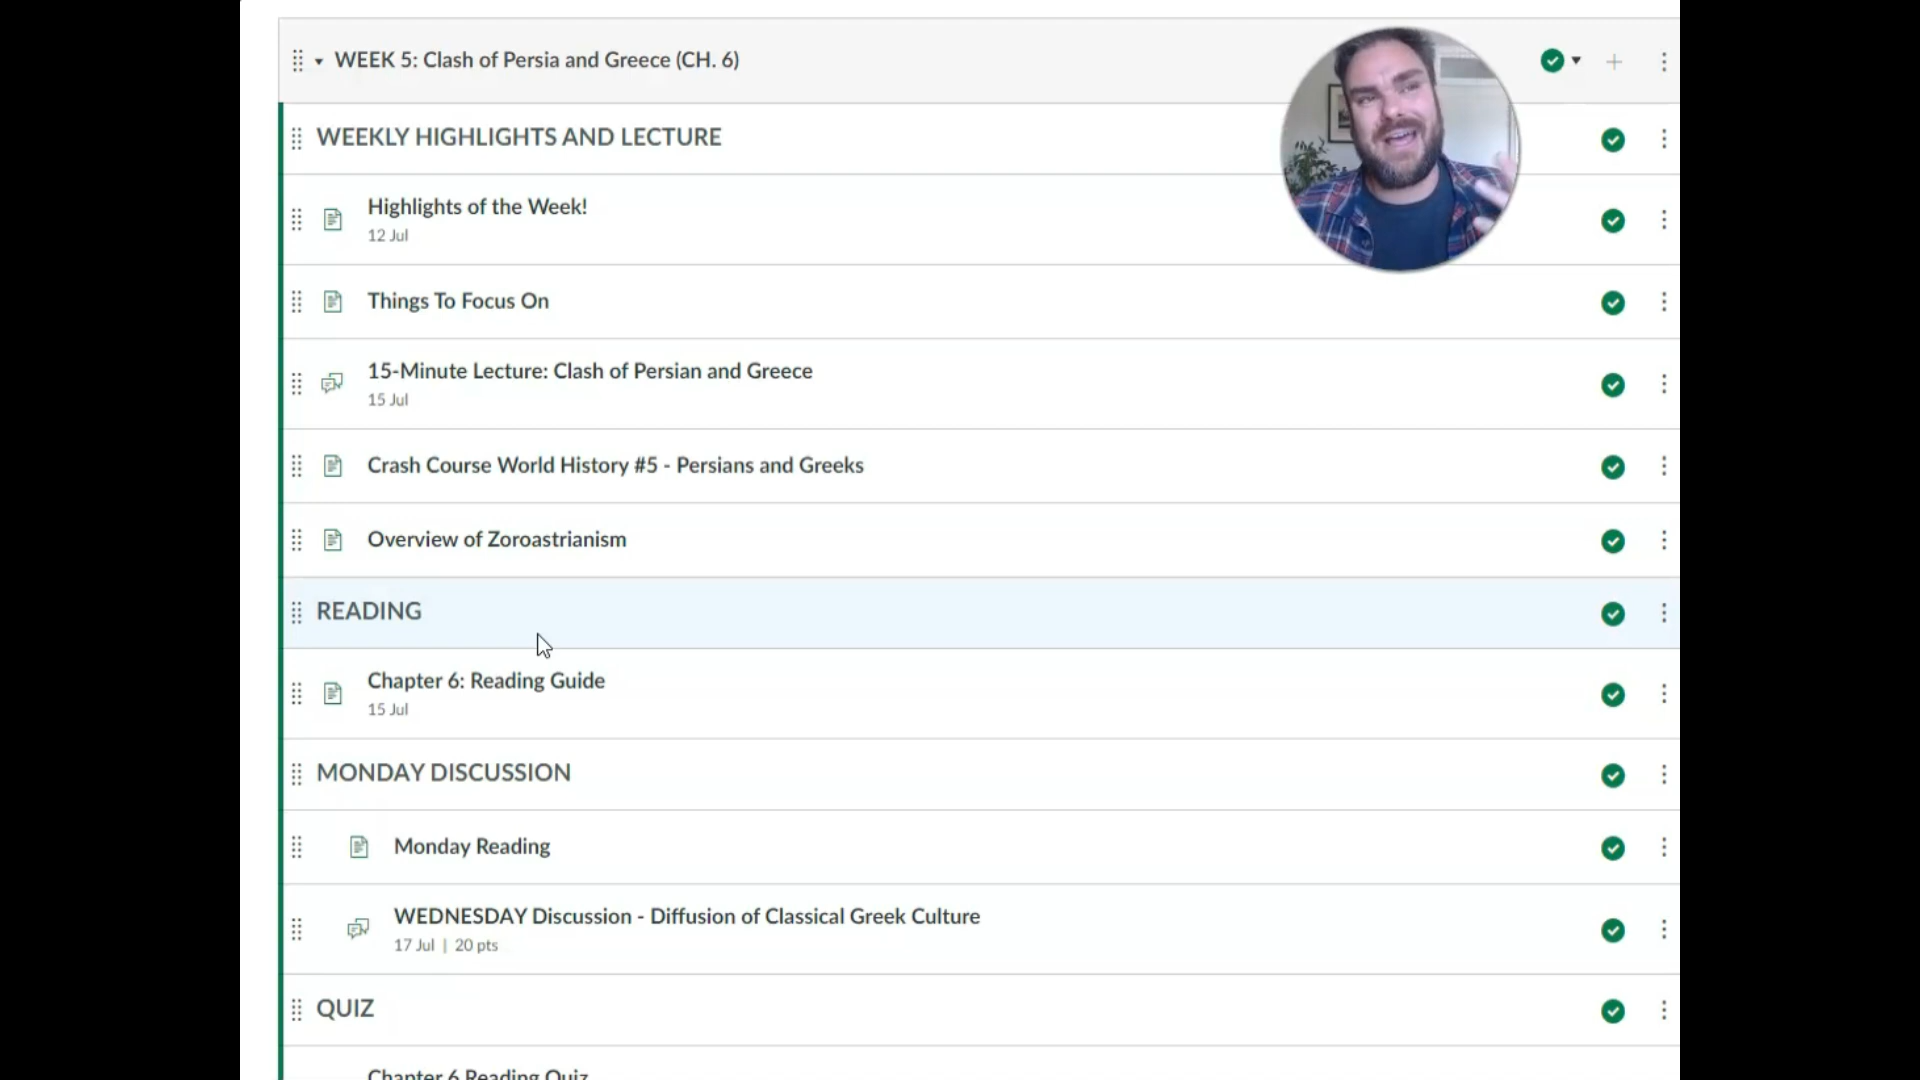 WEEK 5: Clash of Persia and Greece (CH. 6)
WEEKLY HIGHLIGHTS AND LECTURE
Highlights of the Week!
12 Jul
Things To Focus On
15-Minute Lecture: Clash of Persian and Greece
15 Jul
Crash Course World History #5 - Persians and Greeks
Overview of Zoroastrianism
READING
Chapter 6: Reading Guide
15 Jul
MONDAY DISCUSSION
Monday Reading
WEDNESDAY Discussion - Diffusion of Classical Greek Culture
17 Jul | 20 pts
QUIZ
Chapter 6 Reading Quiz